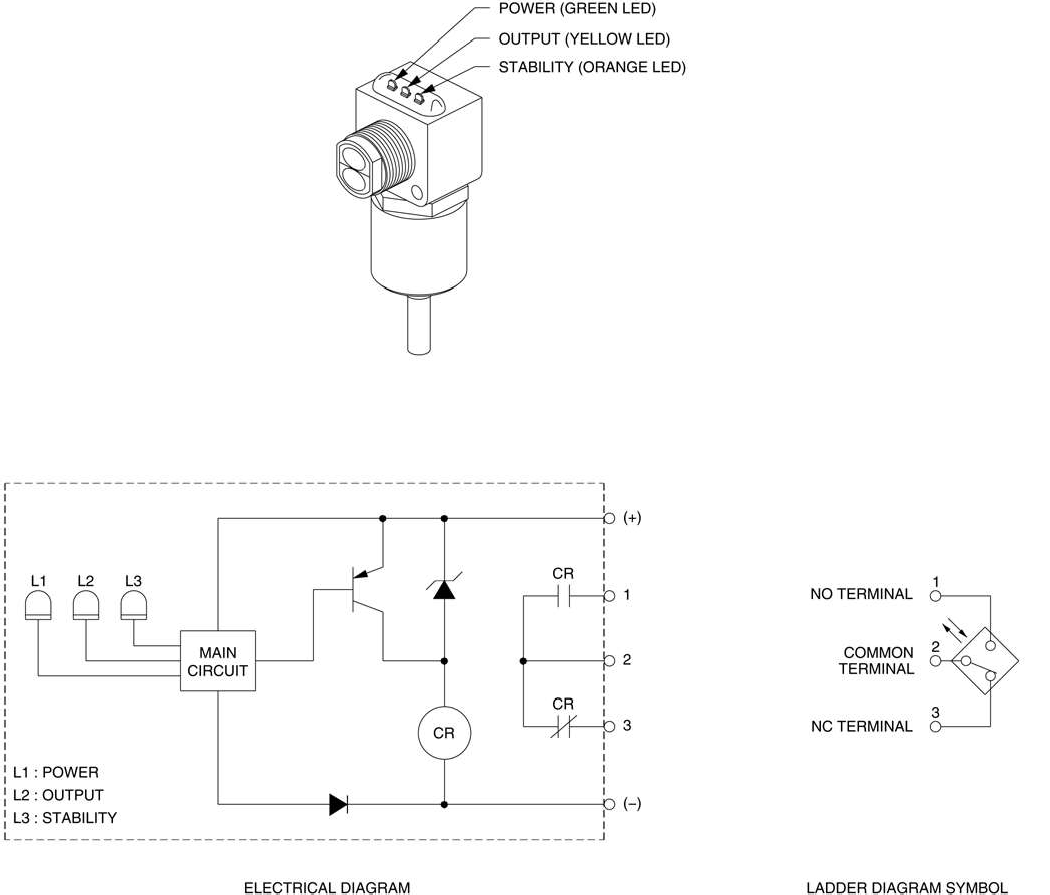 POWER (GREEN LED)
OUTPUT (YELLOW LED)
STABILITY (ORANGE LED)
(+)
L1 L2 L3
CR
1
MAIN
CIRCUIT
2
CR
3
CR
L1 : POWER
L2 : OUTPUT
L3 : STABILITY
(–)
ELECTRICAL DIAGRAM
NO TERMINAL
1
COMMON
TERMINAL
2
NC TERMINAL
3
LADDER DIAGRAM SYMBOL